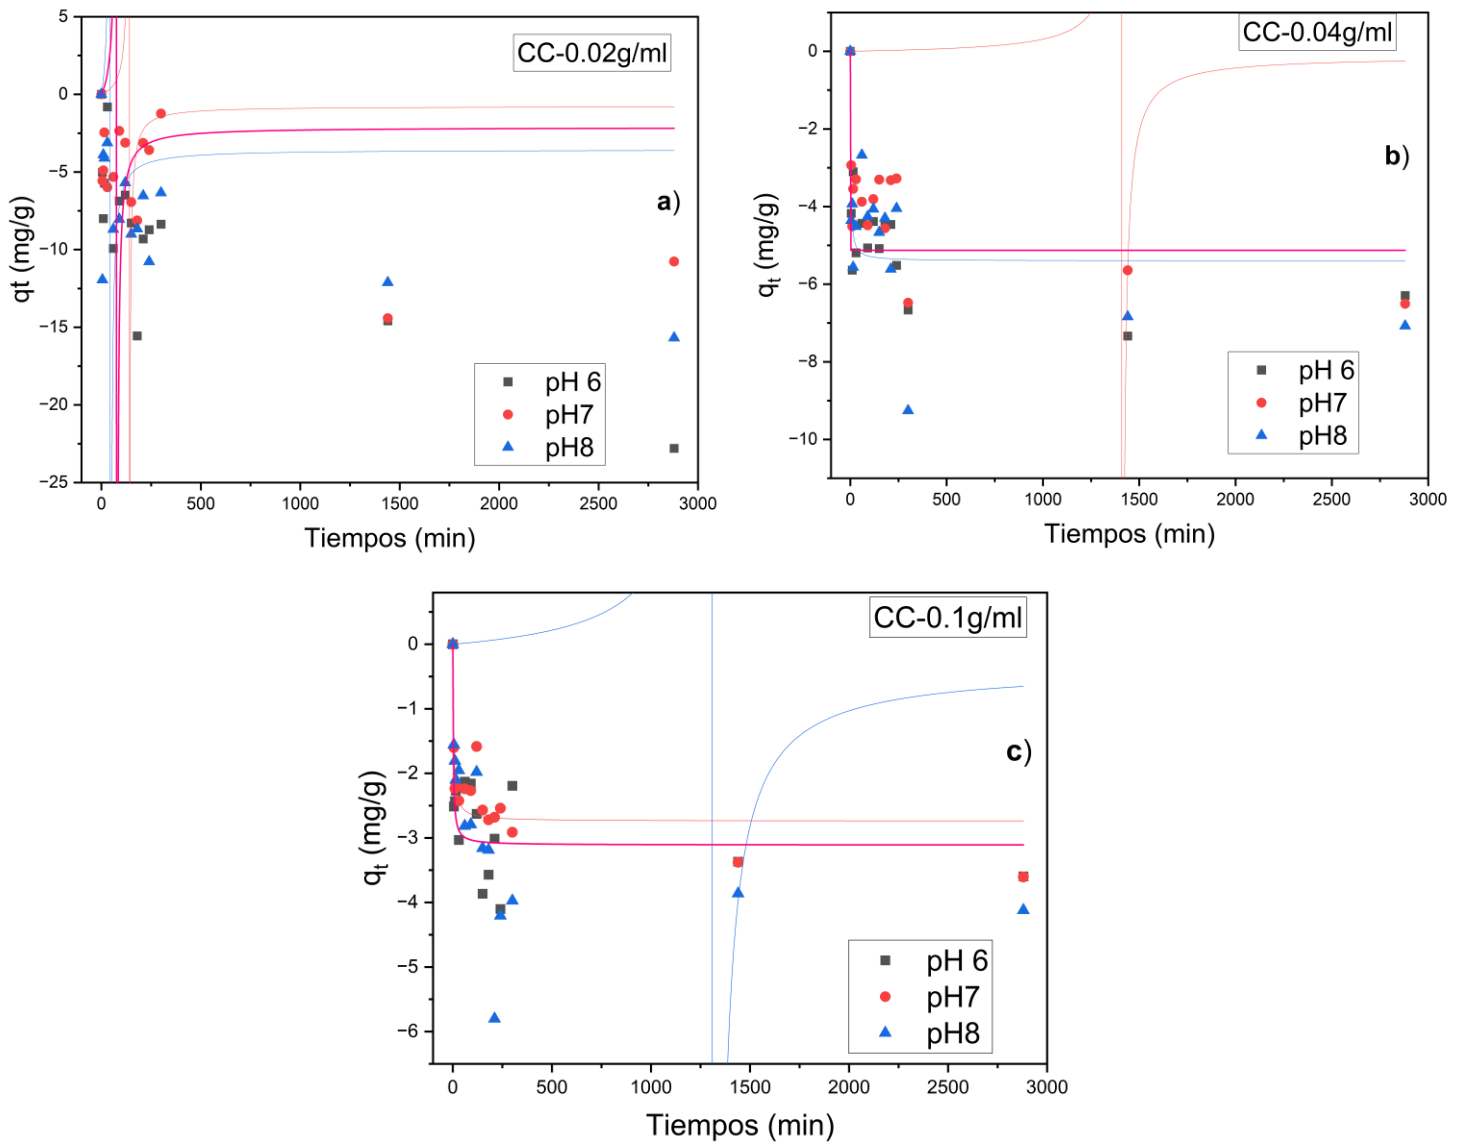 CC-0.02g/ml
a)
qt (mg/g)
5
0
−5
−10
−15
−20
−25
pH 6
pH7
pH8
0 500 1000 1500 2000 2500 3000
Tiempos (min)
CC-0.04g/ml
b)
qt (mg/g)
0
−2
−4
−6
−8
−10
pH 6
pH7
pH8
0 500 1000 1500 2000 2500 3000
Tiempos (min)
CC-0.1g/ml
c)
qt (mg/g)
0
−1
−2
−3
−4
−5
−6
pH 6
pH7
pH8
0 500 1000 1500 2000 2500 3000
Tiempos (min)